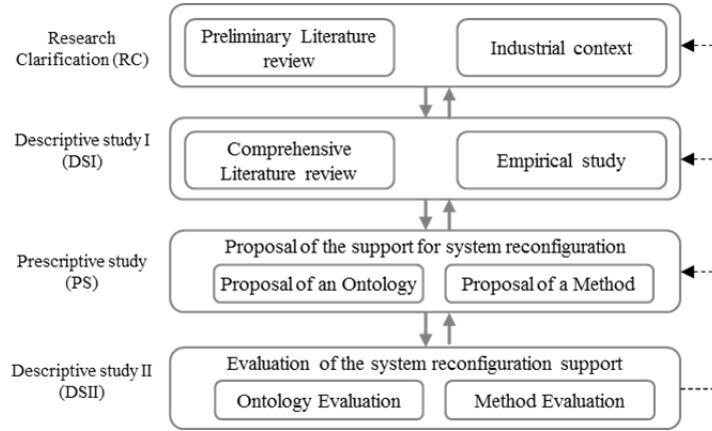 Research
Clarification (RC)
Preliminary Literature
review
Industrial context
Descriptive study I
(DSI)
Comprehensive
Literature review
Empirical study
Prescriptive study
(PS)
Proposal of the support for system reconfiguration
Proposal of an Ontology
Proposal of a Method
Descriptive study II
(DSII)
Evaluation of the system reconfiguration support
Ontology Evaluation
Method Evaluation